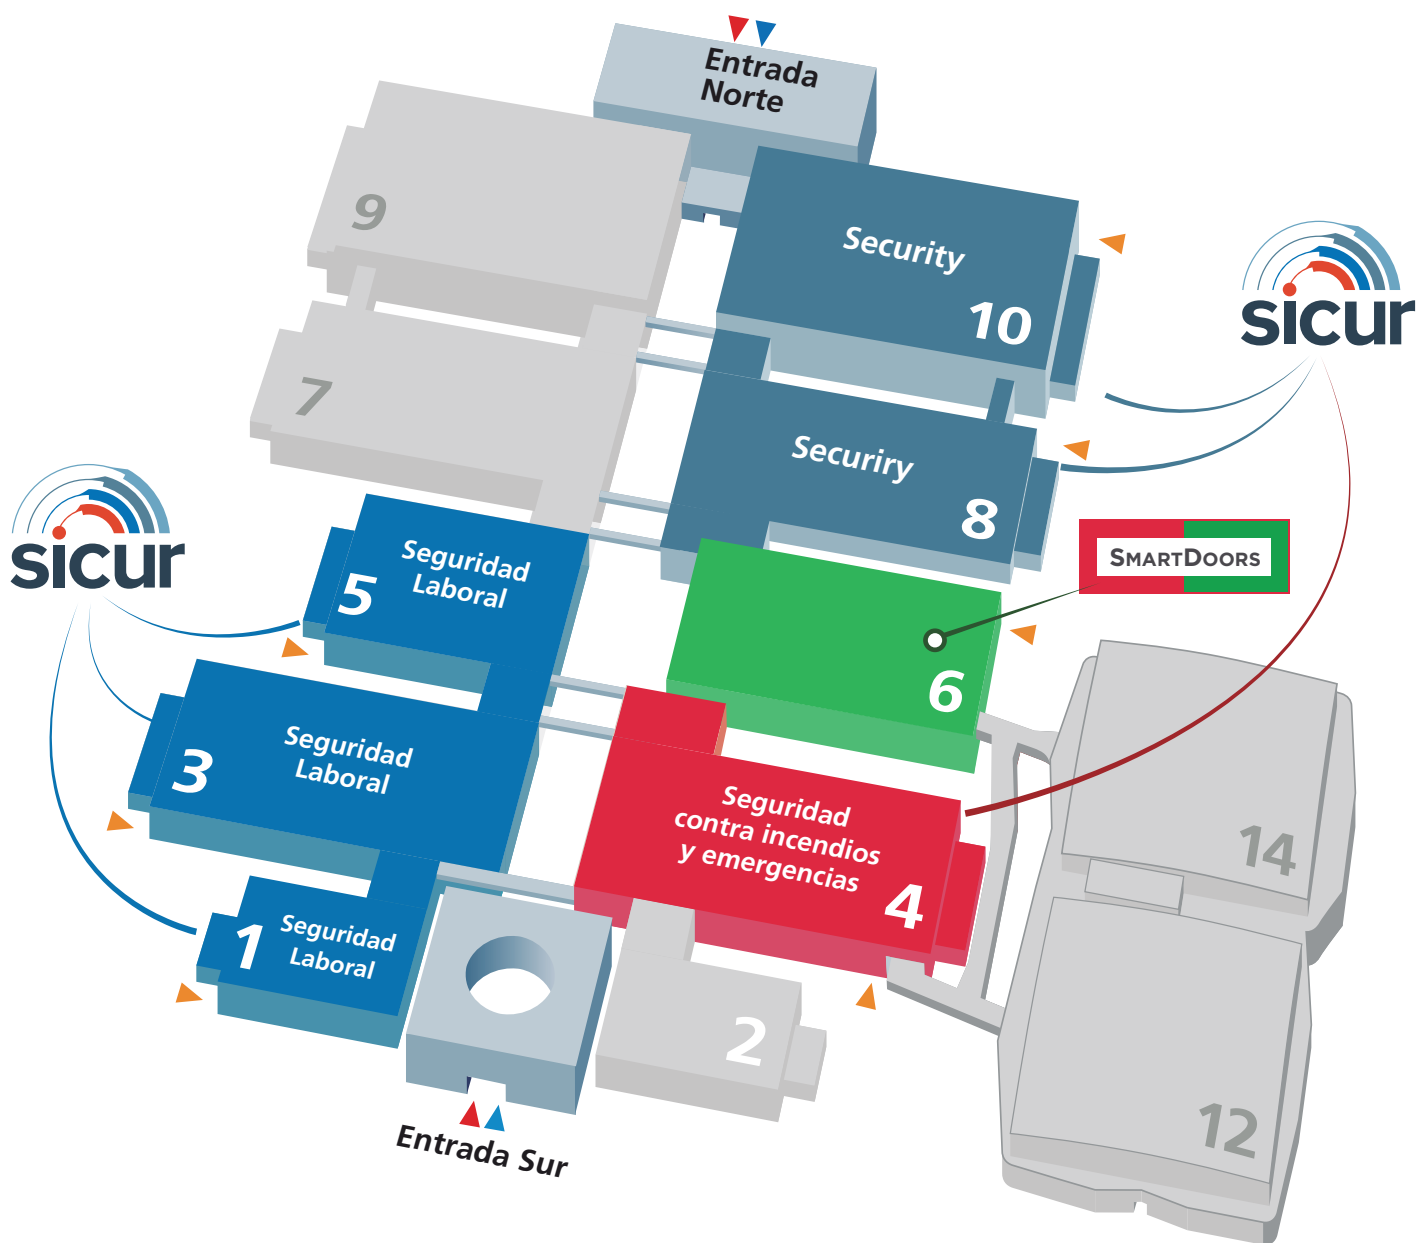 Entrada
Norte
9
Security
10
sicur
7
Securiry
8
sicur
SMARTDOORS
Seguridad
Laboral
5
6
Seguridad
Laboral
3
Seguridad
contra incendios
y emergencias
4
14
Seguridad
Laboral
1
2
12
Entrada Sur